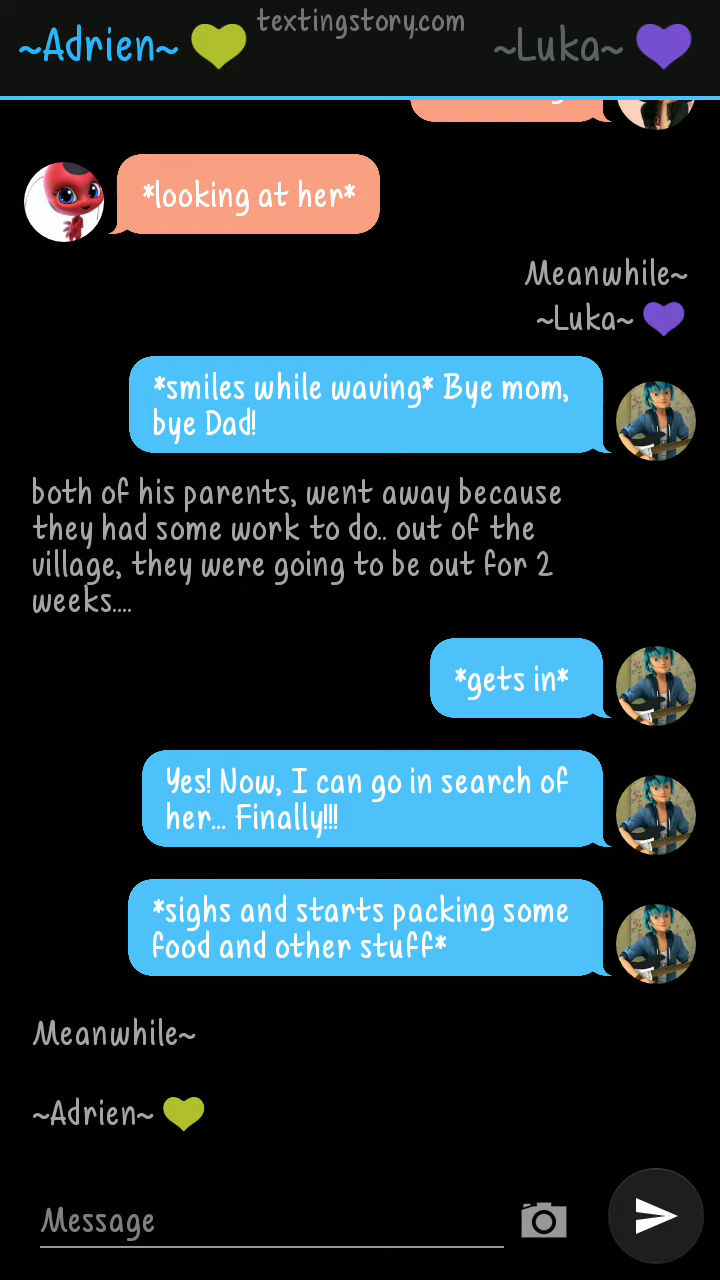 textingstory.com
~Adrien~
~Luka~
*looking at her*
Meanwhile~
~Luka~
*smiles while waving* Bye mom,
bye Dad!
both of his parents, went away because
they had some work to do.. out of the
village, they were going to be out for 2
weeks....
*gets in*
Yes! Now, I can go in search of
her... Finally!!!
*sighs and starts packing some
food and other stuff*
Meanwhile~
~Adrien~
Message